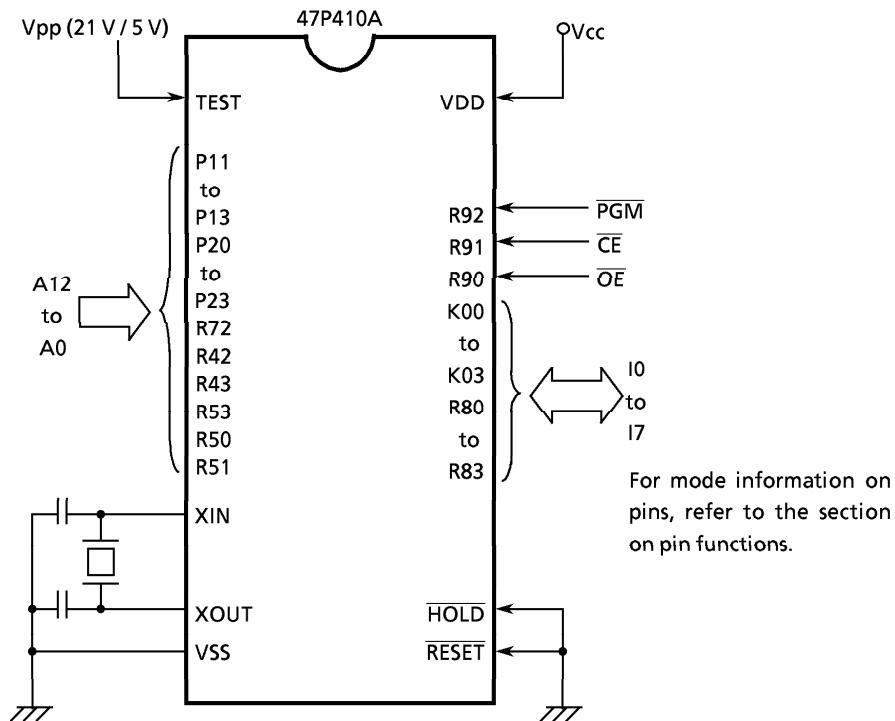 47P410A
Vpp (21 V / 5 V)
Vcc
TEST
VDD
P11
to
P13
P20
to
P23
R72
R42
R43
R53
R50
R51
A12
to
A0
R92
R91
R90
K00
to
K03
R80
to
R83
PGM
CE
OE
I0
to
I7
For mode information on
pins, refer to the section
on pin functions.
XIN
XOUT
VSS
HOLD
RESET